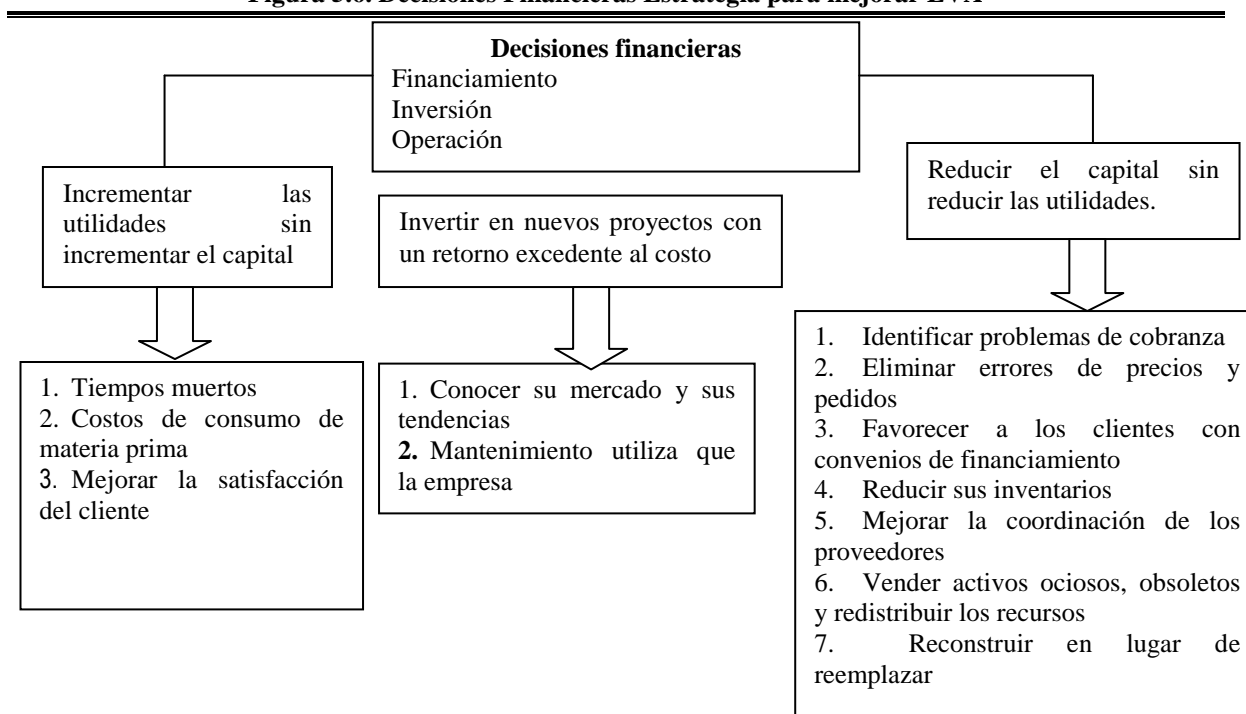 Figura 3.6. Decisiones Financieras Estrategia para mejorar EVA
Decisiones financieras
Financiamiento
Inversión
Operación
Incrementar las
utilidades sin
incrementar el capital
Invertir en nuevos proyectos con
un retorno excedente al costo
Reducir el capital sin
reducir las utilidades.
1. Tiempos muertos
2. Costos de consumo de
materia prima
3. Mejorar la satisfacción
del cliente
1. Conocer su mercado y sus
tendencias
2. Mantenimiento utiliza que
la empresa
1. Identificar problemas de cobranza
2. Eliminar errores de precios y
pedidos
3. Favorecer a los clientes con
convenios de financiamiento
4. Reducir sus inventarios
5. Mejorar la coordinación de los
proveedores
6. Vender activos ociosos, obsoletos
y redistribuir los recursos
7. Reconstruir en lugar de
reemplazar